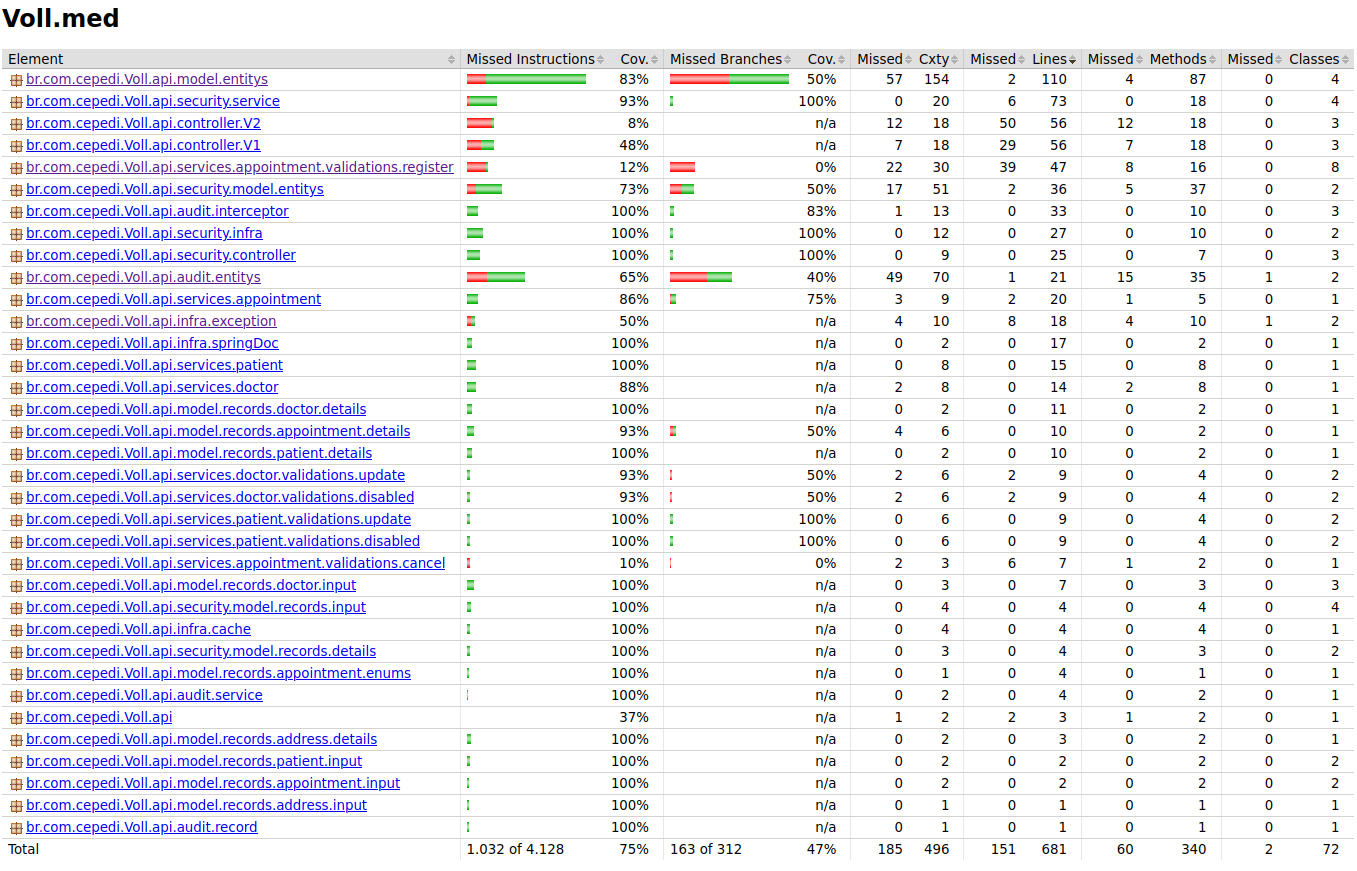 Voll.med
Element Missed Instructions Cov. Missed Branches Cov. Missed Cxty Missed Lines Missed Methods Missed Classes
br.com.cepedi.Voll.api.model.entitys 83% 50% 57 154 2 110 4 87 0 4
br.com.cepedi.Voll.api.security.service 93% 100% 0 20 6 73 0 18 0 4
br.com.cepedi.Voll.api.controller.V2 8% n/a 12 18 50 56 12 18 0 3
br.com.cepedi.Voll.api.controller.V1 48% n/a 7 18 29 56 7 18 0 3
br.com.cepedi.Voll.api.services.appointment.validations.register 12% 0% 22 30 39 47 8 16 0 8
br.com.cepedi.Voll.api.security.model.entitys 73% 50% 17 51 2 36 5 37 0 2
br.com.cepedi.Voll.api.audit.interceptor 100% 83% 1 13 0 33 0 10 0 3
br.com.cepedi.Voll.api.security.infra 100% 100% 0 12 0 27 0 10 0 2
br.com.cepedi.Voll.api.security.controller 100% 100% 0 9 0 25 0 7 0 3
br.com.cepedi.Voll.api.audit.entitys 65% 40% 49 70 1 21 15 35 1 2
br.com.cepedi.Voll.api.services.appointment 86% 75% 3 9 2 20 1 5 0 1
br.com.cepedi.Voll.api.infra.exception 50% n/a 4 10 8 18 4 10 1 2
br.com.cepedi.Voll.api.infra.springDoc 100% n/a 0 2 0 17 0 2 0 1
br.com.cepedi.Voll.api.services.patient 100% n/a 0 8 0 15 0 8 0 1
br.com.cepedi.Voll.api.services.doctor 88% n/a 2 8 0 14 2 8 0 1
br.com.cepedi.Voll.api.model.records.doctor.details 100% n/a 0 2 0 11 0 2 0 1
br.com.cepedi.Voll.api.model.records.appointment.details 93% 50% 4 6 0 10 0 2 0 1
br.com.cepedi.Voll.api.model.records.patient.details 100% n/a 0 2 0 10 0 2 0 1
br.com.cepedi.Voll.api.services.doctor.validations.update 93% 50% 2 6 2 9 0 4 0 2
br.com.cepedi.Voll.api.services.doctor.validations.disabled 93% 50% 2 6 2 9 0 4 0 2
br.com.cepedi.Voll.api.services.patient.validations.update 100% 100% 0 6 0 9 0 4 0 2
br.com.cepedi.Voll.api.services.patient.validations.disabled 100% 100% 0 6 0 9 0 4 0 2
br.com.cepedi.Voll.api.services.appointment.validations.cancel 10% 0% 2 3 6 7 1 2 0 1
br.com.cepedi.Voll.api.model.records.doctor.input 100% n/a 0 3 0 7 0 3 0 3
br.com.cepedi.Voll.api.security.model.records.input 100% n/a 0 4 0 4 0 4 0 4
br.com.cepedi.Voll.api.infra.cache 100% n/a 0 4 0 4 0 4 0 1
br.com.cepedi.Voll.api.security.model.records.details 100% n/a 0 3 0 4 0 3 0 2
br.com.cepedi.Voll.api.model.records.appointment.enums 100% n/a 0 1 0 4 0 1 0 1
br.com.cepedi.Voll.api.audit.service 100% n/a 0 2 0 4 0 2 0 1
br.com.cepedi.Voll.api 37% n/a 1 2 2 3 1 2 0 1
br.com.cepedi.Voll.api.model.records.address.details 100% n/a 0 2 0 3 0 2 0 1
br.com.cepedi.Voll.api.model.records.patient.input 100% n/a 0 2 0 2 0 2 0 2
br.com.cepedi.Voll.api.model.records.appointment.input 100% n/a 0 2 0 2 0 2 0 2
br.com.cepedi.Voll.api.model.records.address.input 100% n/a 0 1 0 1 0 1 0 1
br.com.cepedi.Voll.api.audit.record 100% n/a 0 1 0 1 0 1 0 1
Total 1.032 of 4.128 75% 163 of 312 47% 185 496 151 681 60 340 2 72